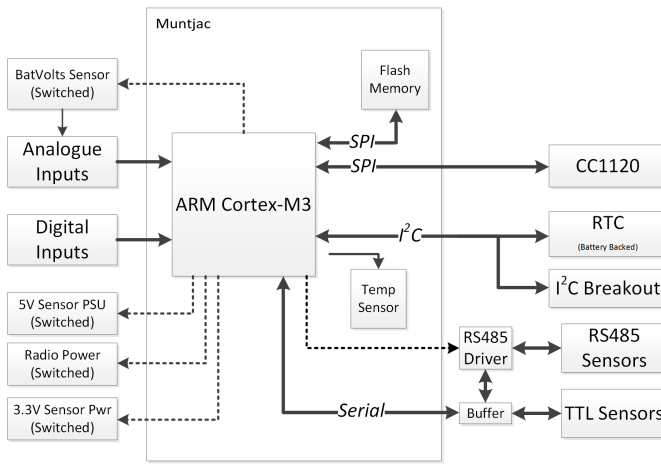 Muntjac
BatVolts Sensor
(Switched)
Flash
Memory
Analogue
Inputs
SPI
SPI
CC1120
ARM Cortex-M3
Digital
Inputs
I²C
RTC
(Battery Backed)
Temp
Sensor
I²C Breakout
5V Sensor PSU
(Switched)
Radio Power
(Switched)
RS485
Driver
RS485
Sensors
3.3V Sensor Pwr
(Switched)
Serial
Buffer
TTL Sensors